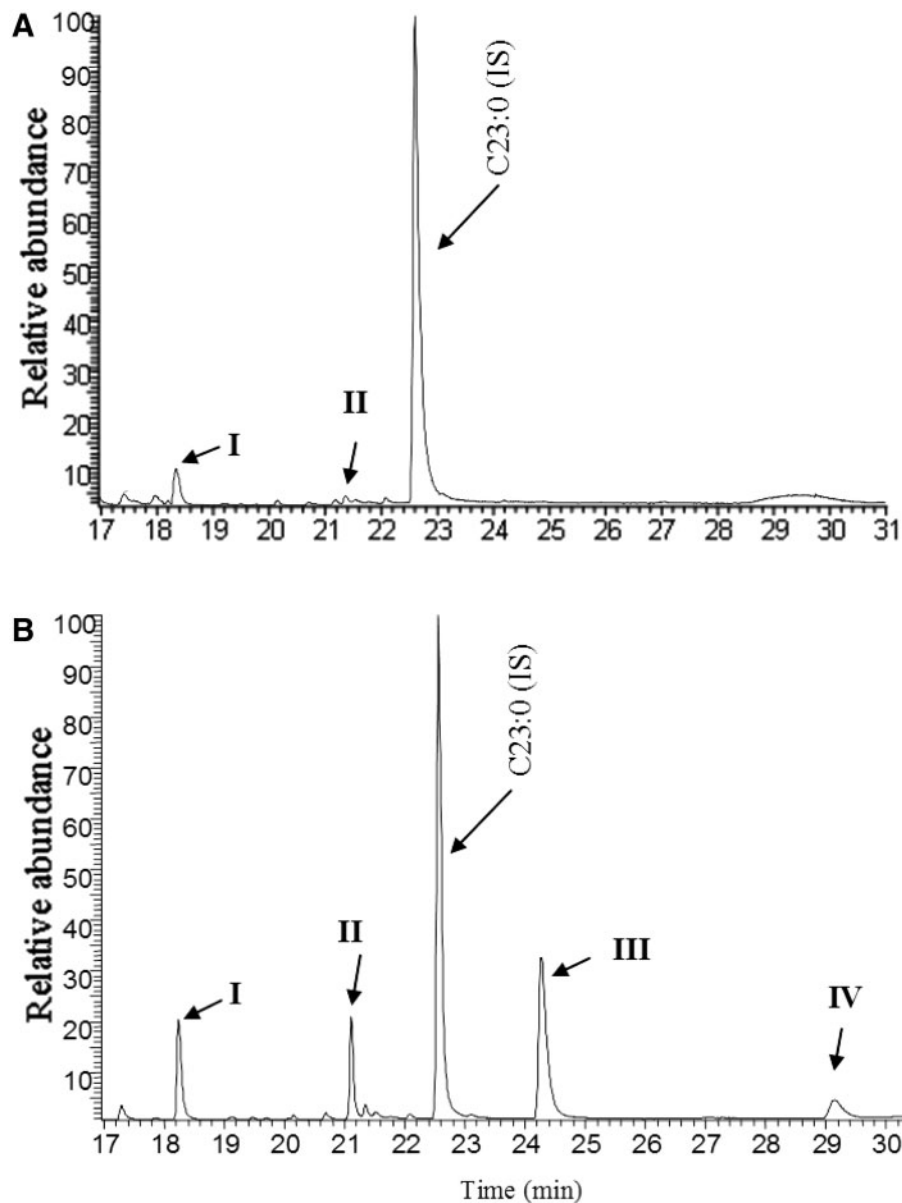 A
Relative abundance
100
90
80
70
60
50
40
30
20
10
C23:0 (IS)
I
II
17 18 19 20 21 22 23 24 25 26 27 28 29 30 31
B
Relative abundance
100
90
80
70
60
50
40
30
20
10
C23:0 (IS)
I
II
III
IV
17 18 19 20 21 22 23 24 25 26 27 28 29 30
Time (min)